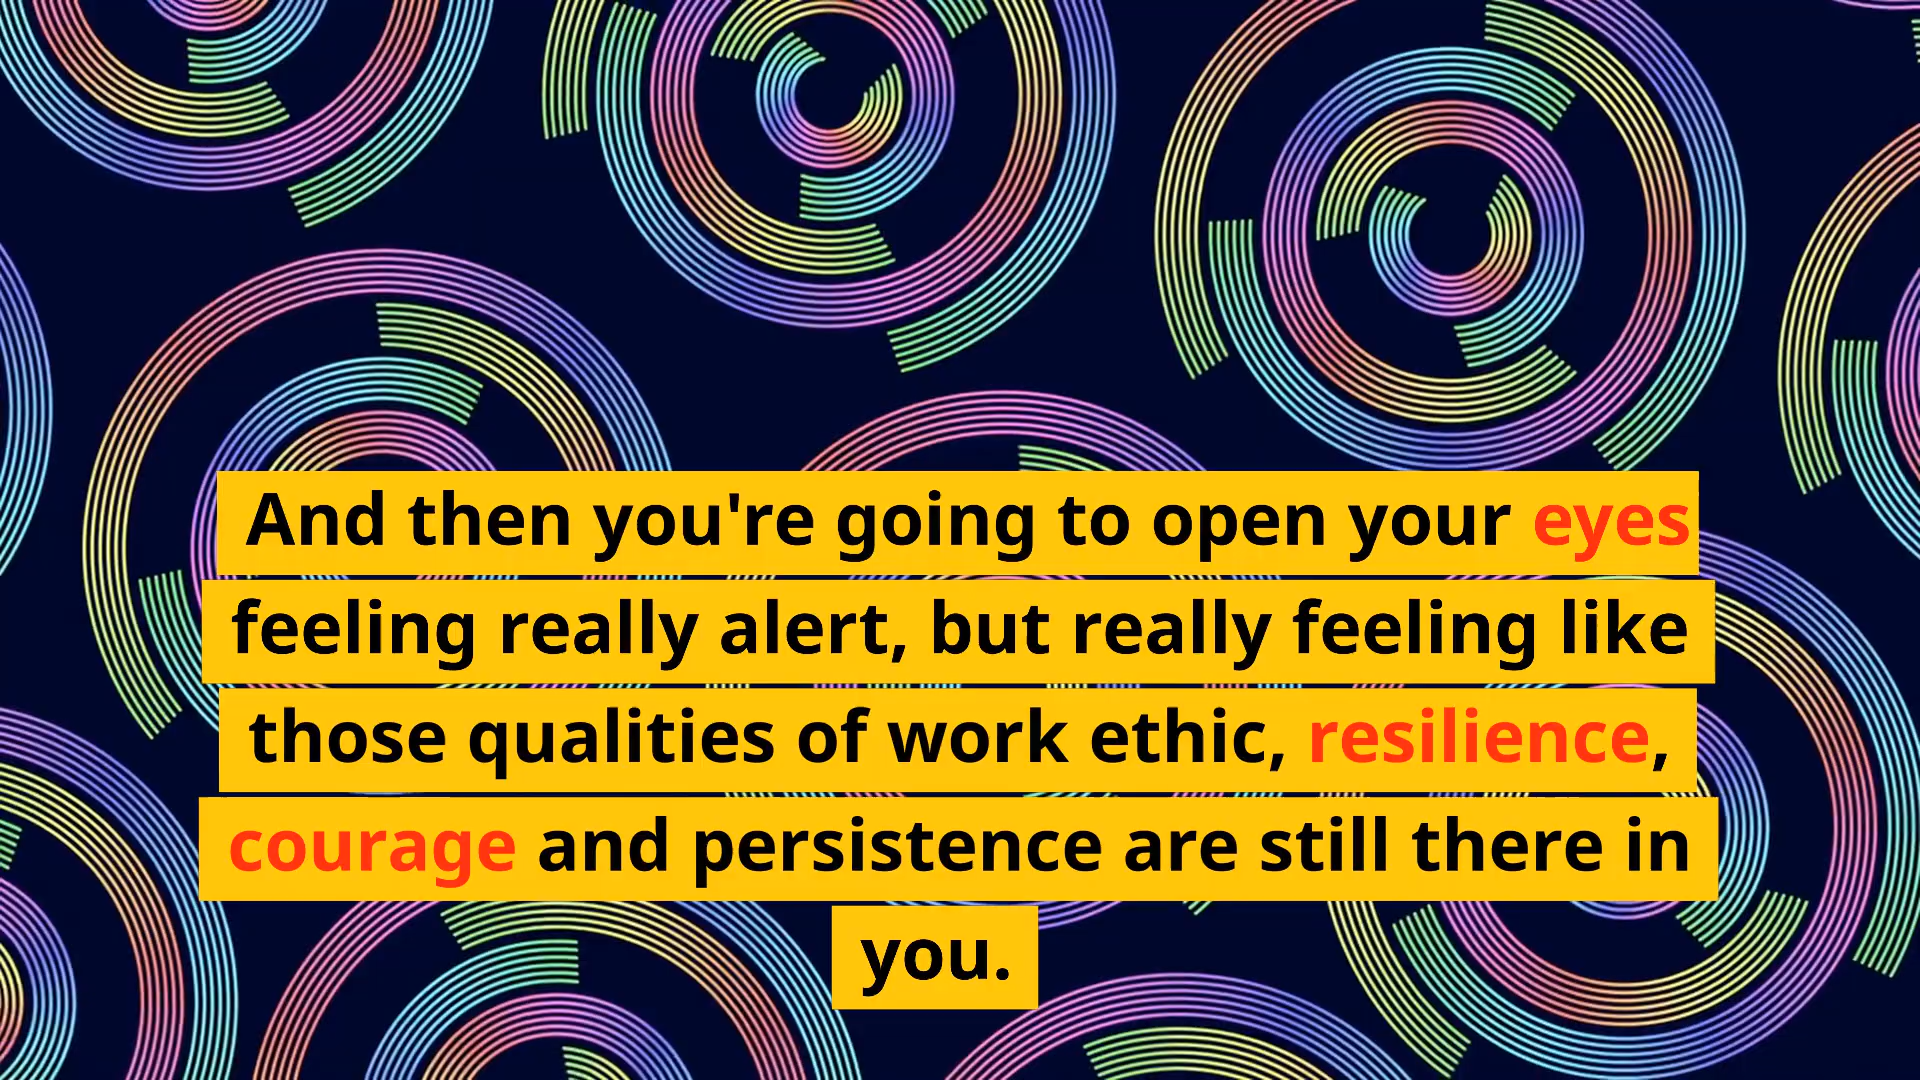 And then you're going to open your eyes
feeling really alert, but really feeling like
those qualities of work ethic, resilience,
courage and persistence are still there in
you.